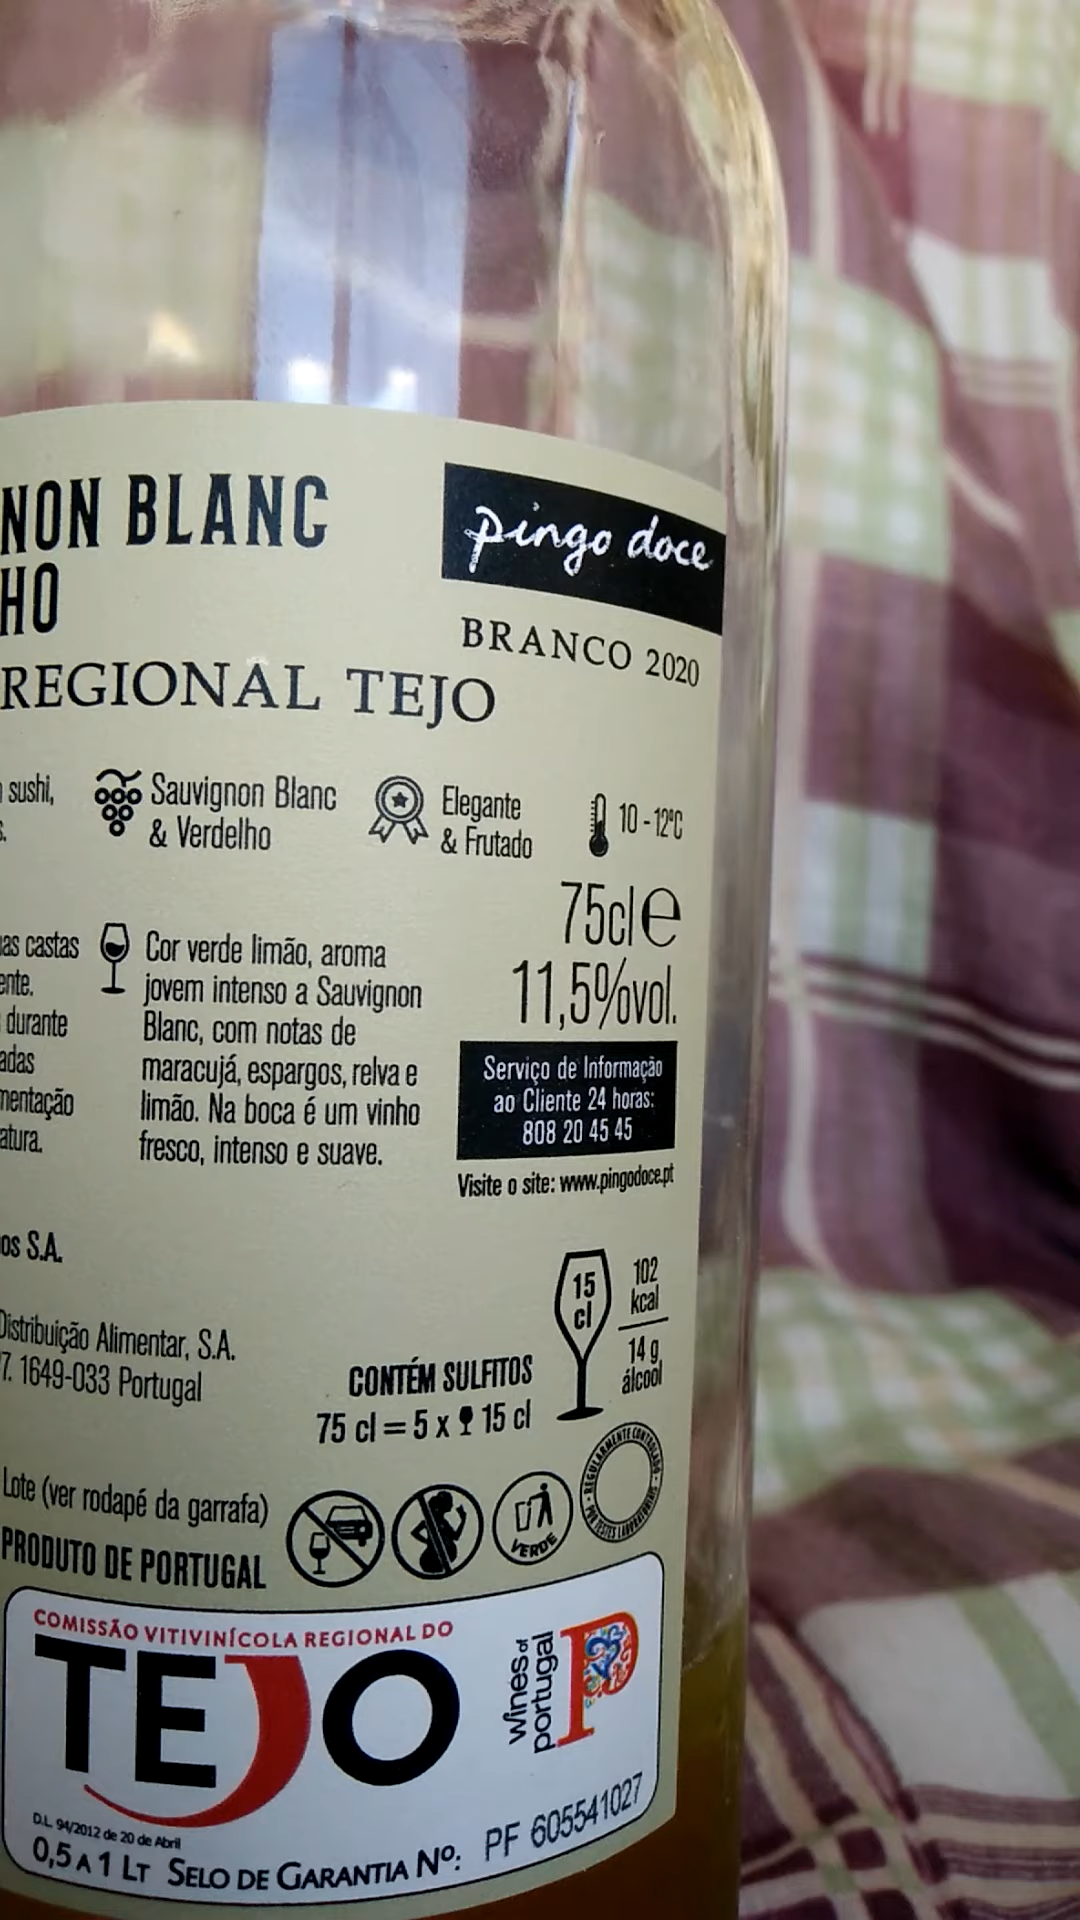 NON BLANC
HO
pingo doce
BRANCO 2020
REGIONAL TEJO
sushi,
Sauvignon Blanc
& Verdelho
Elegante
& Frutado
10 - 12ºC
75cl e
11,5%vol.
castas
durante
Cor verde limão, aroma
jovem intenso a Sauvignon
Blanc, com notas de
maracujá, espargos, relva e
limão. Na boca é um vinho
fresco, intenso e suave.
Serviço de Informação
ao Cliente 24 horas:
808 20 45 45
Visite o site: www.pingodoce.pt
os S.A.
Distribuição Alimentar, S.A.
7. 1649-033 Portugal
15
cl
102
kcal
14 g
álcool
CONTÉM SULFITOS
75 cl = 5 x 15 cl
Lote (ver rodapé da garrafa)
PRODUTO DE PORTUGAL
VERDE
REGULARMENTE CONTROLADO
POR TESTES LABORATORIAIS
COMISSÃO VITIVINÍCOLA REGIONAL DO
TEJO
wines of
portugal
D.L. 94/2012 de 20 de Abril
0,5 A 1 LT SELO DE GARANTIA Nº: PF 605541027